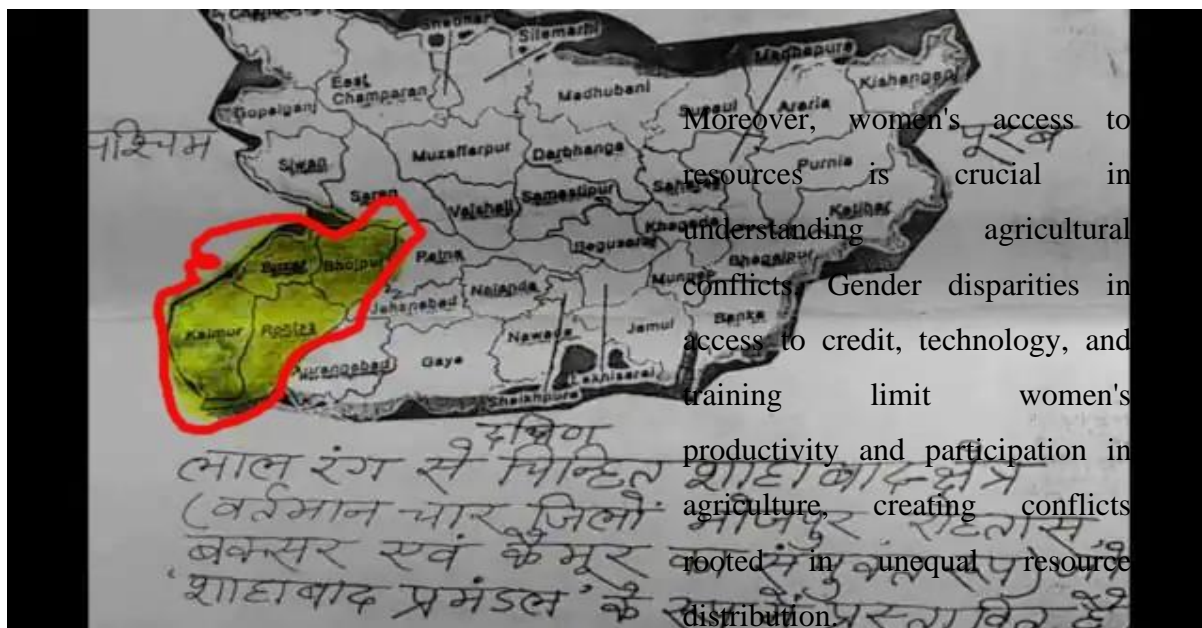 Sheohar
Sitamarhi
Madhepura
East
Champaran
Madhubani
Supaul
Araria
Kishanganj
Gopalganj
पश्चिम
पूरब
Siwan
Muzaffarpur
Darbhanga
Purnia
Saran
Vaishali
Samastipur
Saharsa
Katihar
Khagaria
Begusarai
Bhagalpur
Buxar
Bhojpur
Patna
Munger
Jehanabad
Nalanda
Kaimur
Rohtas
Nawada
Jamui
Banka
Aurangabad
Gaya
Lakhisarai
Sheikhpura
दक्षिण
लाल रंग से चिन्हित शाहाबाद क्षेत्र
(वर्तमान चार जिलों भोजपुर रोहतास,
बक्सर एवं कैमूर का संयुक्त रूप)
'शाहाबाद प्रमंडल' के प्रस्तावित है
Moreover, women's access to
resources is crucial in
understanding agricultural
conflicts. Gender disparities in
access to credit, technology, and
training limit women's
productivity and participation in
agriculture, creating conflicts
rooted in unequal resource
distribution.